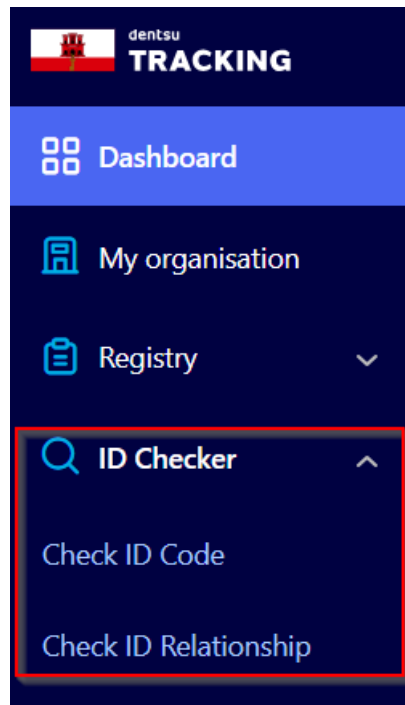 dentsu
TRACKING
Dashboard
My organisation
Registry
ID Checker
Check ID Code
Check ID Relationship